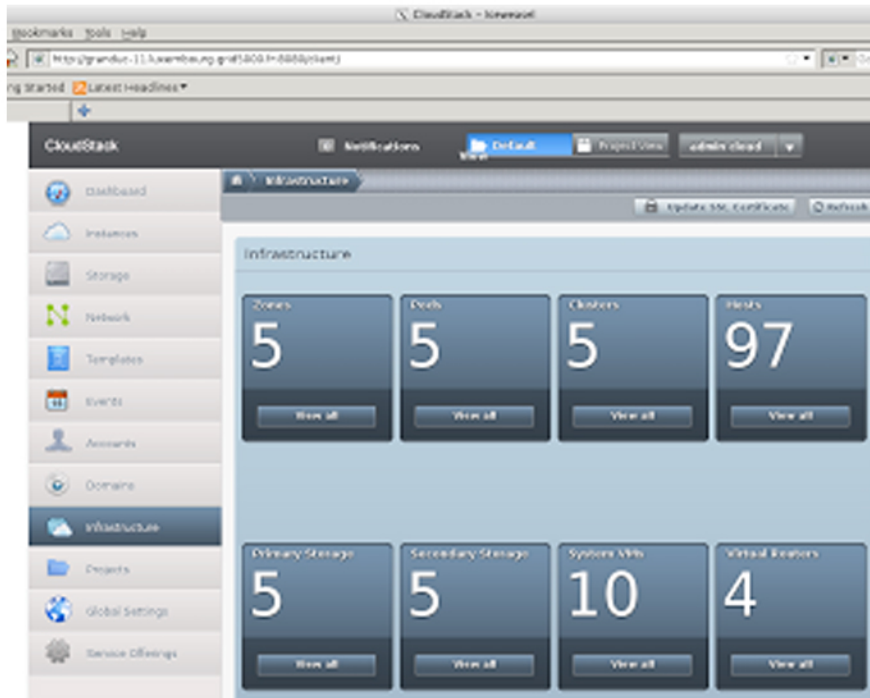 CloudStack - Iceweasel
Bookmarks Tools Help
ng Started Latest Headlines
CloudStack Notifications Default View Project View admin cloud
Dashboard
Instances
Storage
Network
Templates
Events
Accounts
Domains
Infrastructure
Projects
Global Settings
Service Offerings
Infrastructure
Update SSL Certificate Refresh
Infrastructure
Zones Pods Clusters Hosts
5 5 5 97
View all View all View all View all
Primary Storage Secondary Storage System VMs Virtual Routers
5 5 10 4
View all View all View all View all